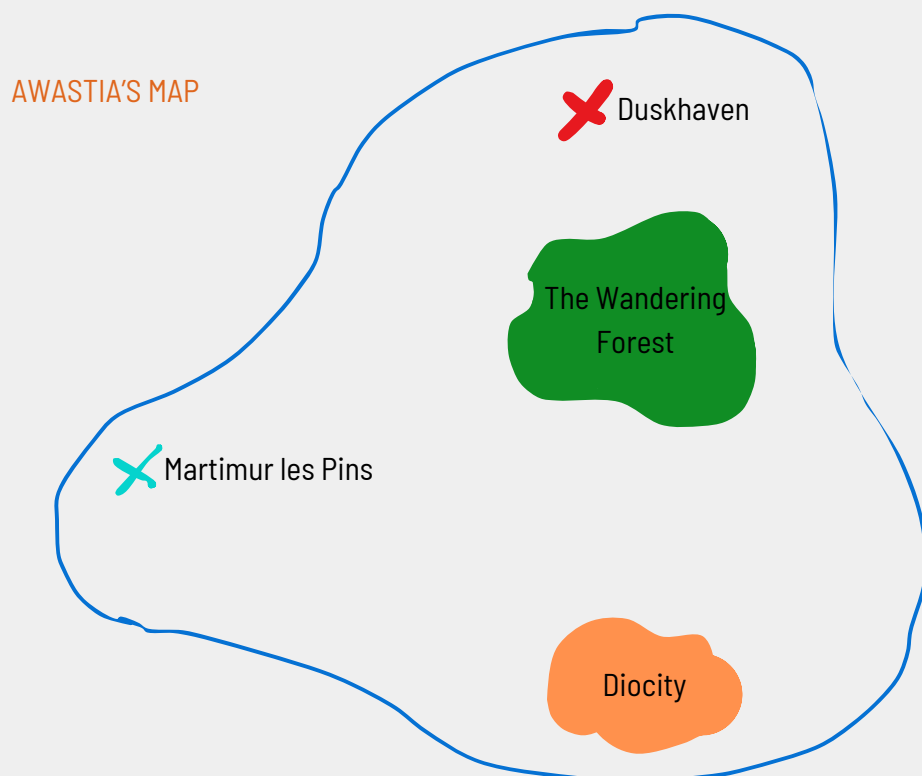 AWASTIA'S MAP
Duskhaven
The Wandering
Forest
Martimur les Pins
Diocity